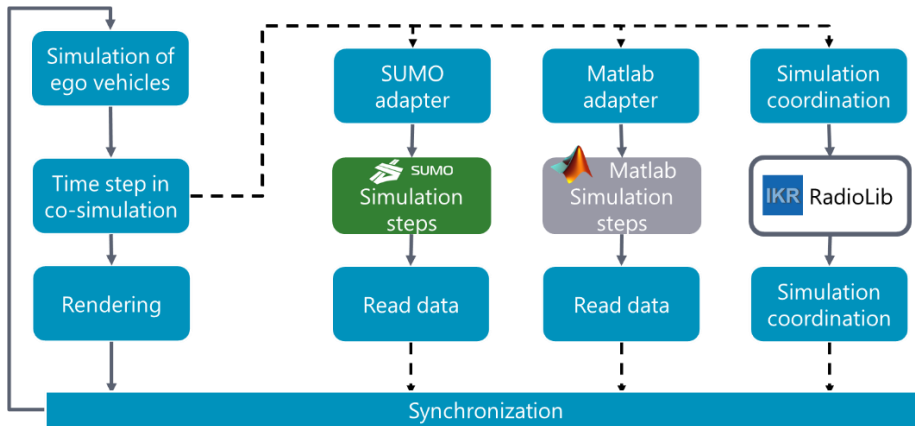 Simulation of
ego vehicles
Time step in
co-simulation
Rendering
SUMO
adapter
SUMO
Simulation
steps
Read data
Matlab
adapter
Matlab
Simulation
steps
Read data
Simulation
coordination
IKR RadioLib
Simulation
coordination
Synchronization